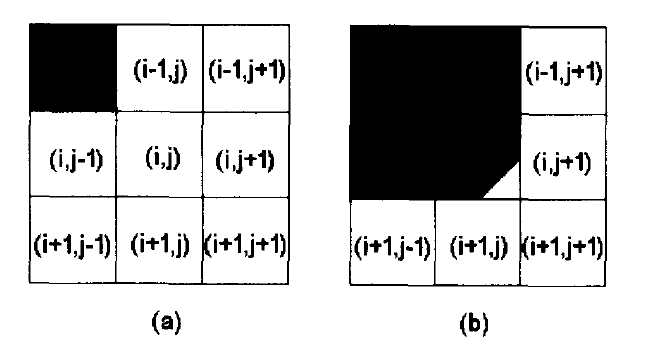 (i-1,j) (i-1,j+1) (i-1,j+1)
(i,j-1) (i,j) (i,j+1) (i,j+1)
(i+1,j-1) (i+1,j) (i+1,j+1) (i+1,j-1) (i+1,j) (i+1,j+1)
(a) (b)